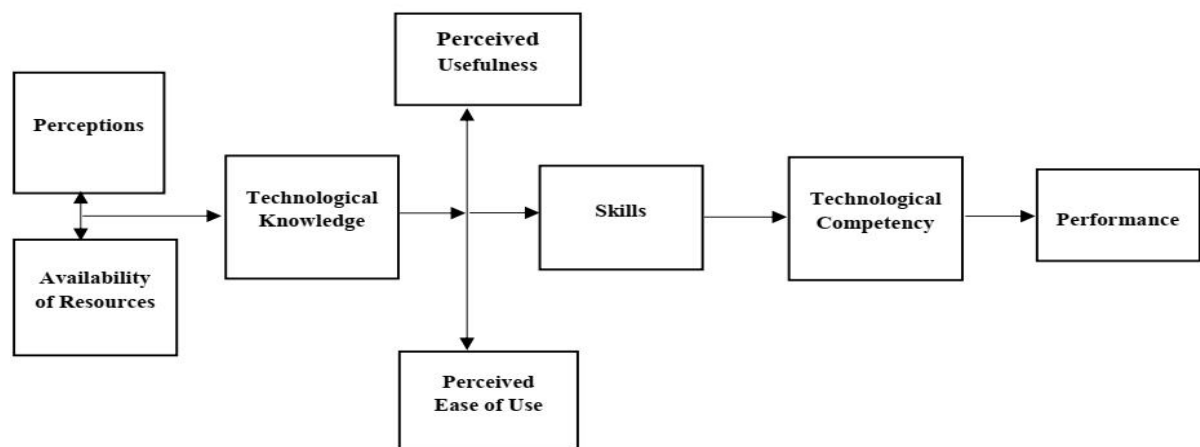 Perceived
Usefulness
Perceptions
Technological
Knowledge
Skills
Technological
Competency
Performance
Availability
of Resources
Perceived
Ease of Use